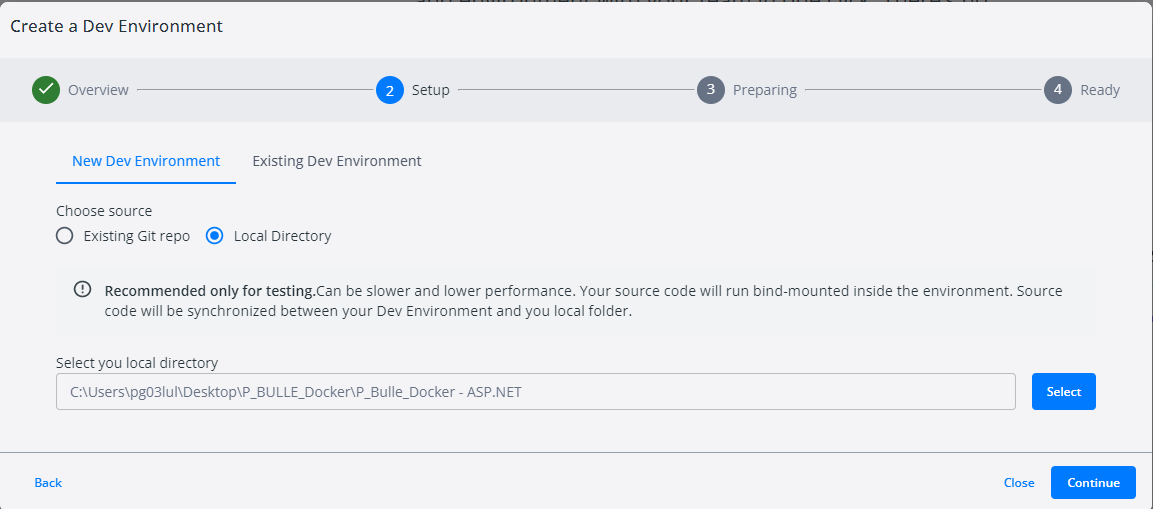 Create a Dev Environment
Overview
2 Setup
3 Preparing
4 Ready
New Dev Environment Existing Dev Environment
Choose source
Existing Git repo Local Directory
Recommended only for testing.Can be slower and lower performance. Your source code will run bind-mounted inside the environment. Source
code will be synchronized between your Dev Environment and you local folder.
Select you local directory
C:\Users\pg03lul\Desktop\P_BULLE_Docker\P_Bulle_Docker - ASP.NET
Select
Back
Close
Continue